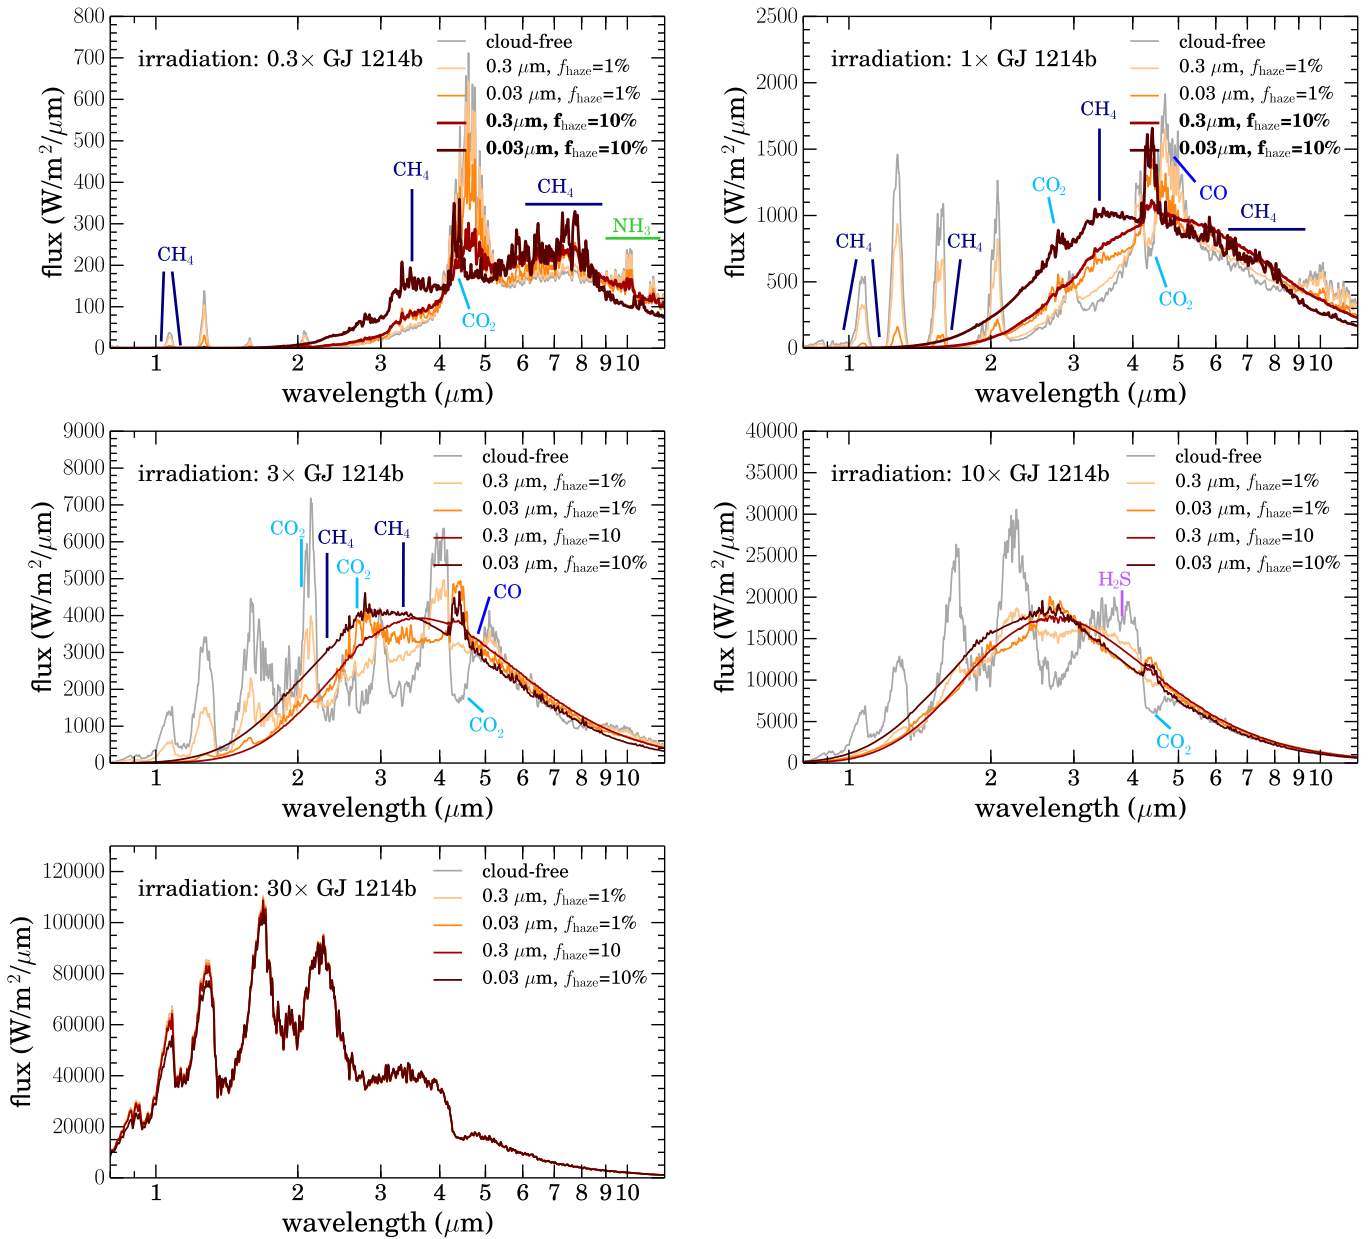 irradiation: 0.3× GJ 1214b
cloud-free
0.3 μm, f_haze=1%
0.03 μm, f_haze=1%
0.3μm, f_haze=10%
0.03μm, f_haze=10%
CH₄
CH₄
CH₄
NH₃
CO₂
flux (W/m²/μm)
800
700
600
500
400
300
200
100
0
1 2 3 4 5 6 7 8 9 10
wavelength (μm)
irradiation: 1× GJ 1214b
cloud-free
0.3 μm, f_haze=1%
0.03 μm, f_haze=1%
0.3μm, f_haze=10%
0.03μm, f_haze=10%
CH₄
CO₂
CO
CH₄
CH₄
CH₄
CO₂
flux (W/m²/μm)
2500
2000
1500
1000
500
0
1 2 3 4 5 6 7 8 9 10
wavelength (μm)
irradiation: 3× GJ 1214b
cloud-free
0.3 μm, f_haze=1%
0.03 μm, f_haze=1%
0.3 μm, f_haze=10
0.03 μm, f_haze=10%
CO₂
CH₄
CH₄
CO₂
CO
CO₂
flux (W/m²/μm)
9000
8000
7000
6000
5000
4000
3000
2000
1000
0
1 2 3 4 5 6 7 8 9 10
wavelength (μm)
irradiation: 10× GJ 1214b
cloud-free
0.3 μm, f_haze=1%
0.03 μm, f_haze=1%
0.3 μm, f_haze=10
0.03 μm, f_haze=10%
H₂S
CO₂
flux (W/m²/μm)
40000
35000
30000
25000
20000
15000
10000
5000
0
1 2 3 4 5 6 7 8 9 10
wavelength (μm)
irradiation: 30× GJ 1214b
cloud-free
0.3 μm, f_haze=1%
0.03 μm, f_haze=1%
0.3 μm, f_haze=10
0.03 μm, f_haze=10%
flux (W/m²/μm)
120000
100000
80000
60000
40000
20000
0
1 2 3 4 5 6 7 8 9 10
wavelength (μm)